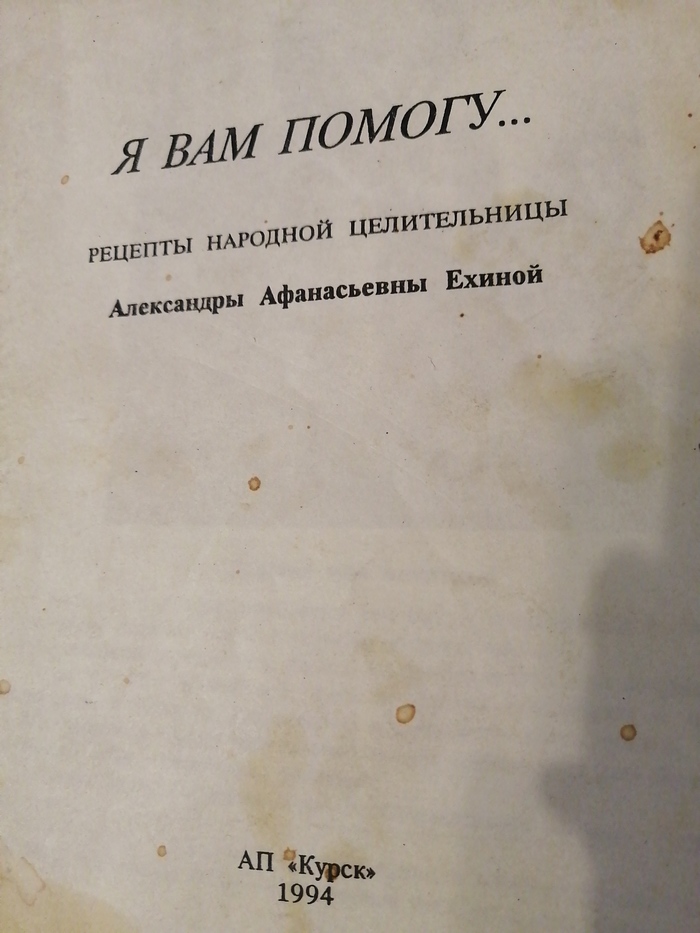 Я ВАМ ПОМОГУ...
РЕЦЕПТЫ НАРОДНОЙ ЦЕЛИТЕЛЬНИЦЫ
Александры Афанасьевны Ехиной
АП «Курск»
1994